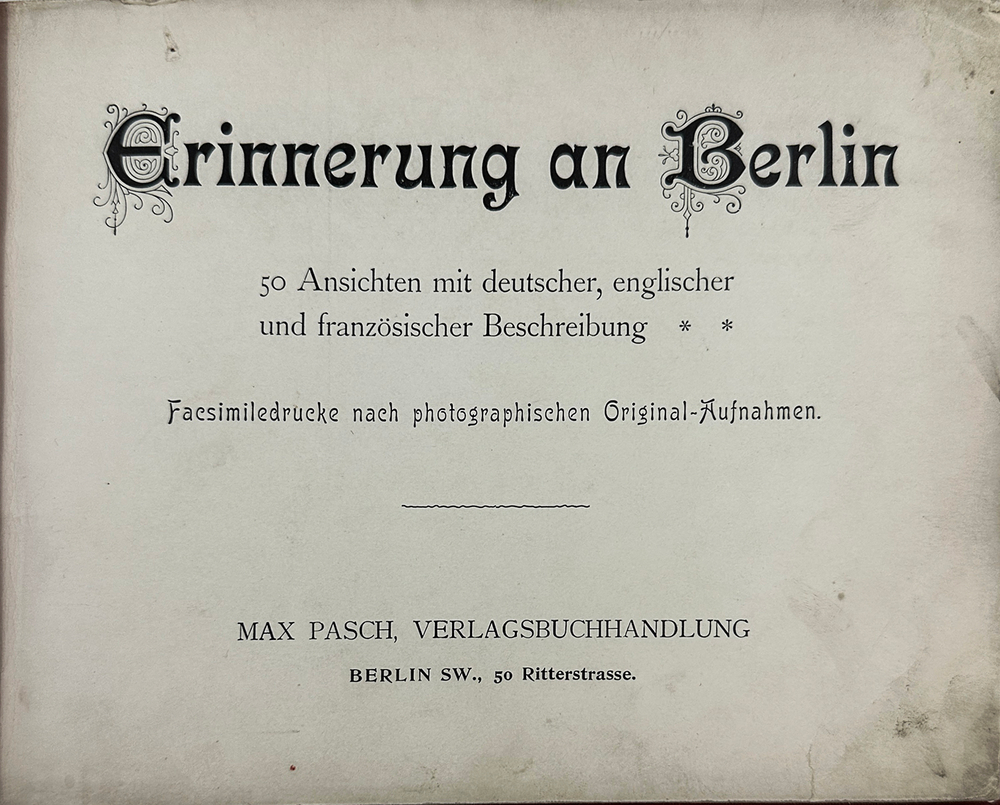 Erinnerung an Berlin
50 Ansichten mit deutscher, englischer
und französischer Beschreibung * *
Facsimiledrucke nach photographischen Original-Aufnahmen.
MAX PASCH, VERLAGSBUCHHANDLUNG
BERLIN SW., 50 Ritterstrasse.